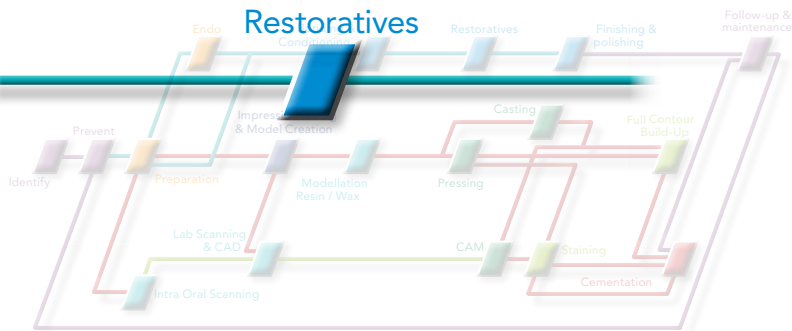 Restoratives
Endo
Conditioning
Restoratives
Finishing &
polishing
Follow-up &
maintenance
Casting
Full Contour
Build-Up
Impress
& Model Creation
Prevent
Identify
Preparation
Modellation
Resin / Wax
Pressing
Lab Scanning
& CAD
CAM
Staining
Cementation
Intra Oral Scanning